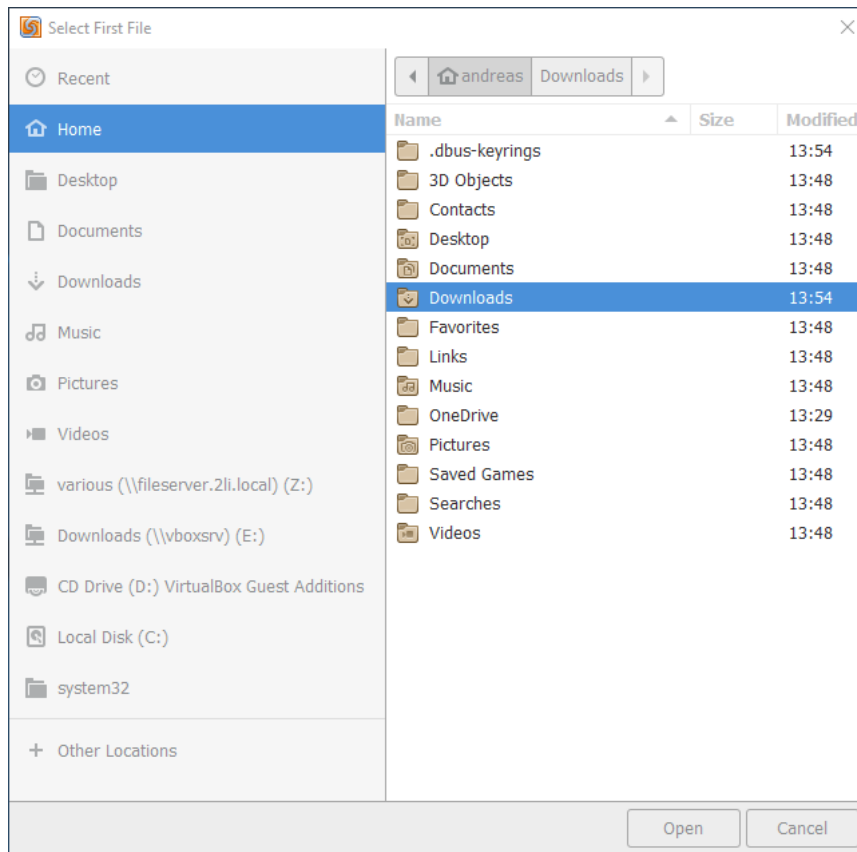 Select First File
Recent
Home
Desktop
Documents
Downloads
Music
Pictures
Videos
various (\\fileserver.2li.local) (Z:)
Downloads (\\vboxsrv) (E:)
CD Drive (D:) VirtualBox Guest Additions
Local Disk (C:)
system32
Other Locations
andreas Downloads
Name Size Modified
.dbus-keyrings 13:54
3D Objects 13:48
Contacts 13:48
Desktop 13:48
Documents 13:48
Downloads 13:54
Favorites 13:48
Links 13:48
Music 13:48
OneDrive 13:29
Pictures 13:48
Saved Games 13:48
Searches 13:48
Videos 13:48
Open Cancel